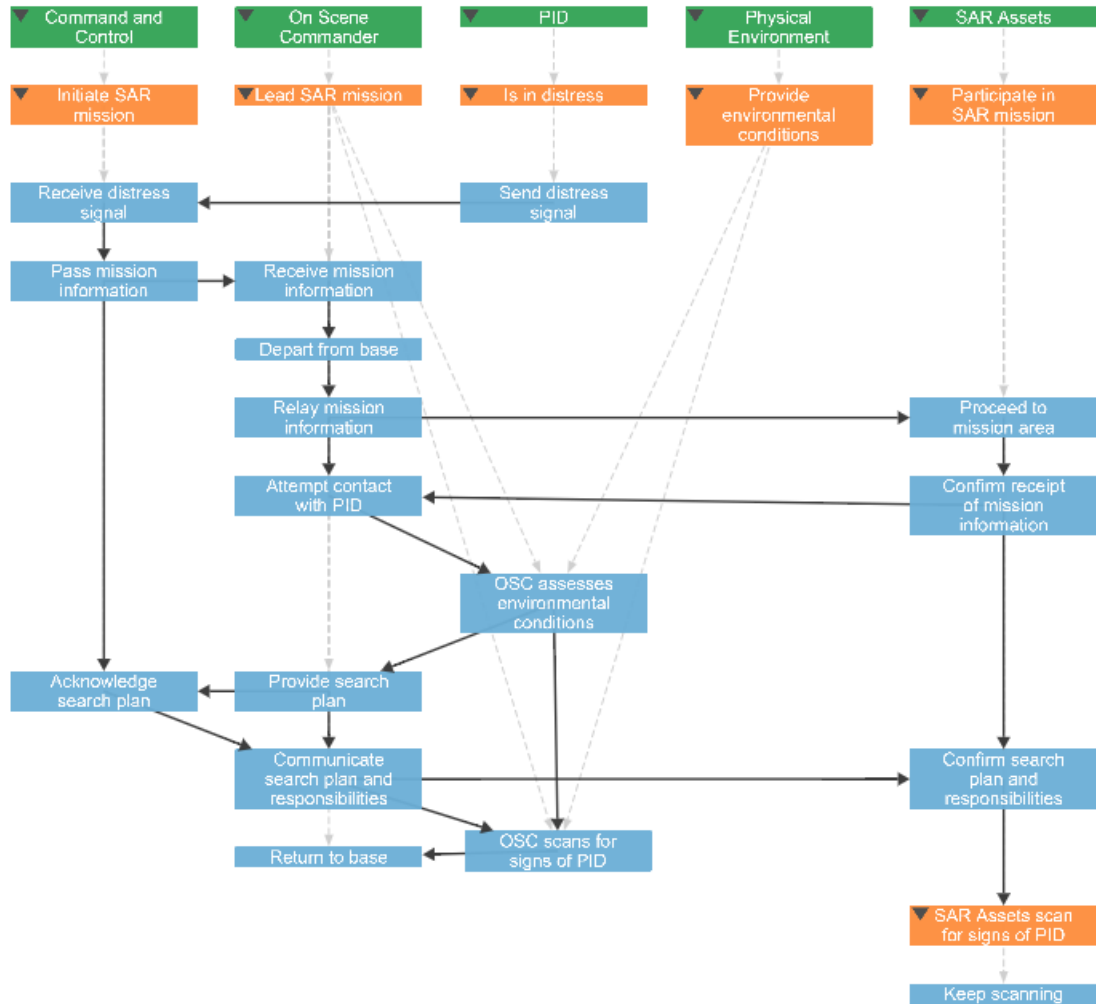 Command and
Control
On Scene
Commander
PID
Physical
Environment
SAR Assets
Initiate SAR
mission
Lead SAR mission
Is in distress
Provide
environmental
conditions
Participate in
SAR mission
Receive distress
signal
Send distress
signal
Pass mission
information
Receive mission
information
Depart from base
Relay mission
information
Proceed to
mission area
Attempt contact
with PID
Confirm receipt
of mission
information
OSC assesses
environmental
conditions
Acknowledge
search plan
Provide search
plan
Communicate
search plan and
responsibilities
Confirm search
plan and
responsibilities
Return to base
OSC scans for
signs of PID
SAR Assets scan
for signs of PID
Keep scanning